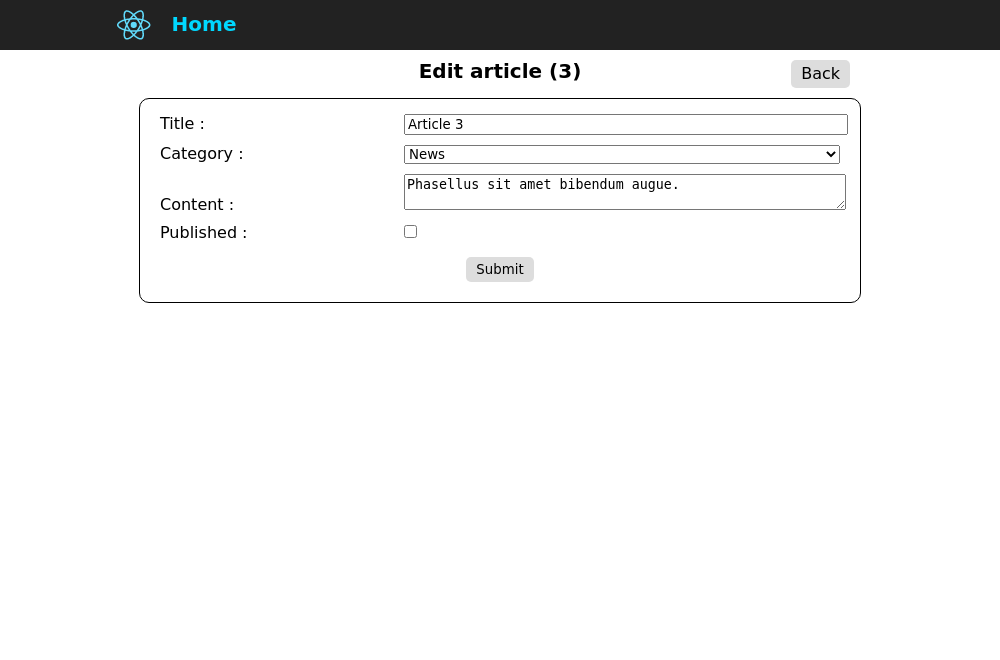 Home
Edit article (3)
Back
Title :
Article 3
Category :
News
Content :
Phasellus sit amet bibendum augue.
Published :
Submit